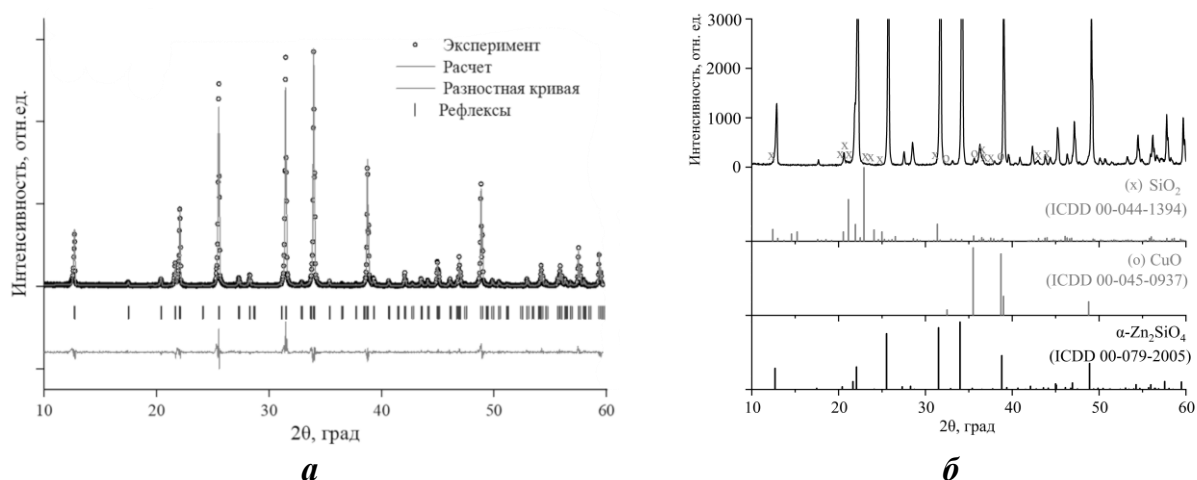 Интенсивность, отн.ед.
Эксперимент
Расчет
Разностная кривая
Рефлексы
10 20 30 40 50 60
2θ, град
а
Интенсивность, отн. ед.
3000
2000
1000
0
x x x x x x x o o x x x o x x
(x) SiO₂
(ICDD 00-044-1394)
(o) CuO
(ICDD 00-045-0937)
α-Zn₂SiO₄
(ICDD 00-079-2005)
10 20 30 40 50 60
2θ, град
б